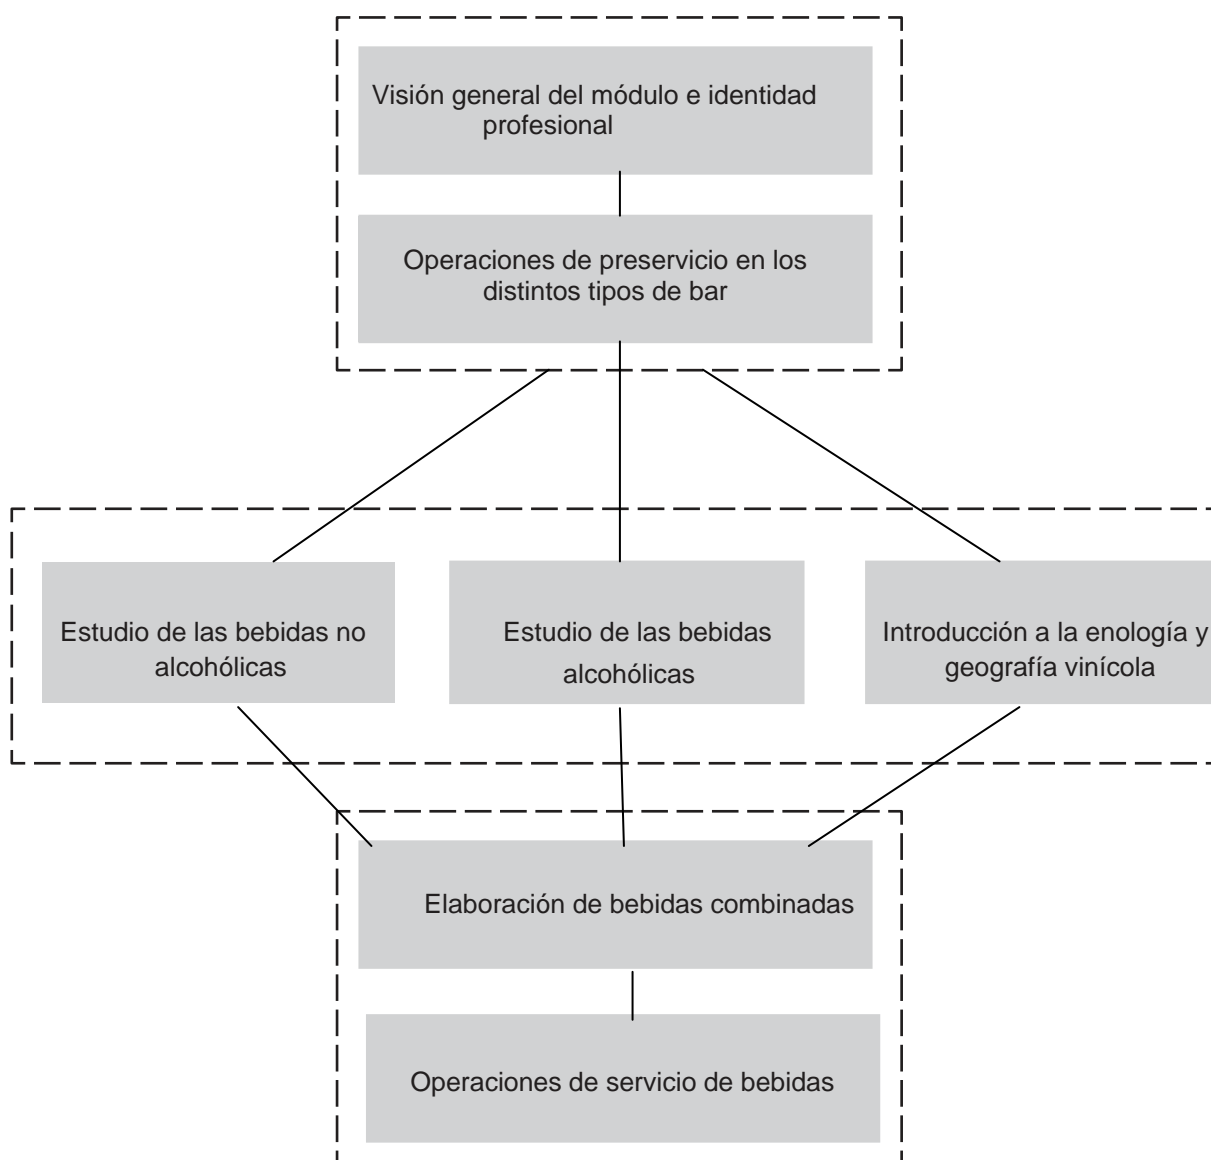 Visión general del módulo e identidad
profesional
Operaciones de preservicio en los
distintos tipos de bar
Estudio de las bebidas no
alcohólicas
Estudio de las bebidas
alcohólicas
Introducción a la enología y
geografía vinícola
Elaboración de bebidas combinadas
Operaciones de servicio de bebidas